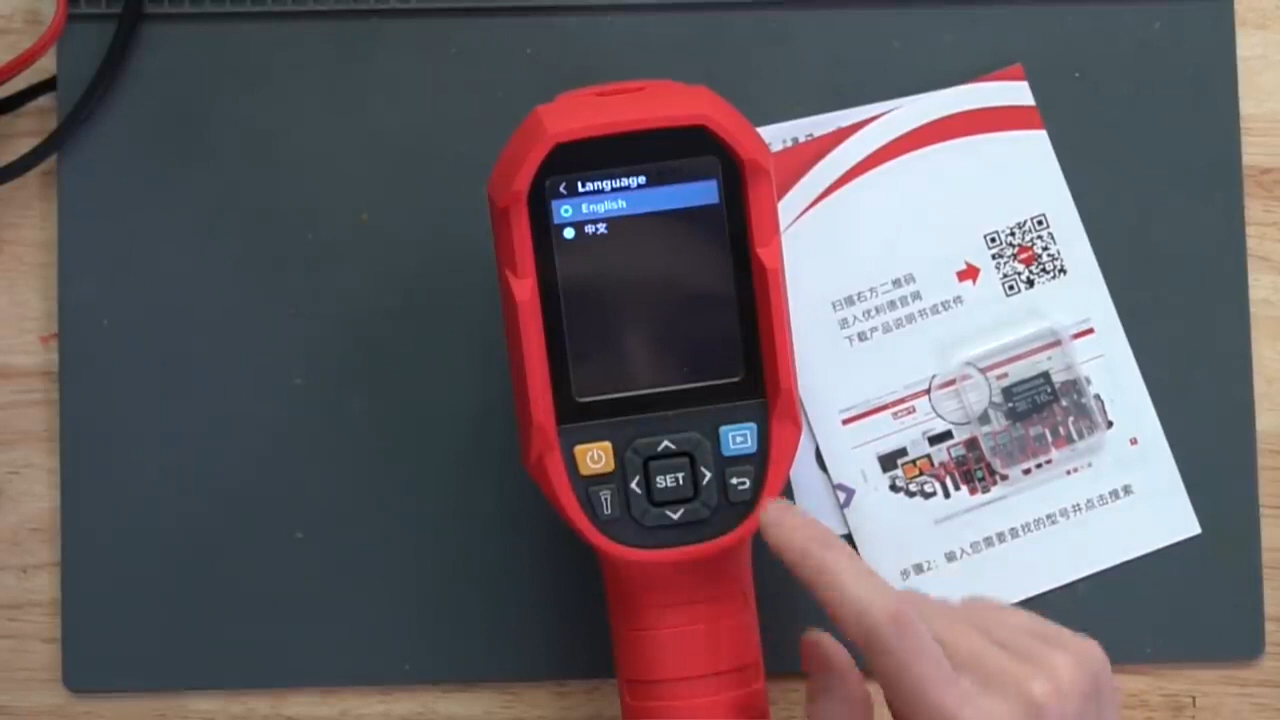 Language
English
中文
SET
扫描右方二维码
进入优利德官网
下载产品说明书或软件
步骤2：输入您需要查找的型号并点击搜索